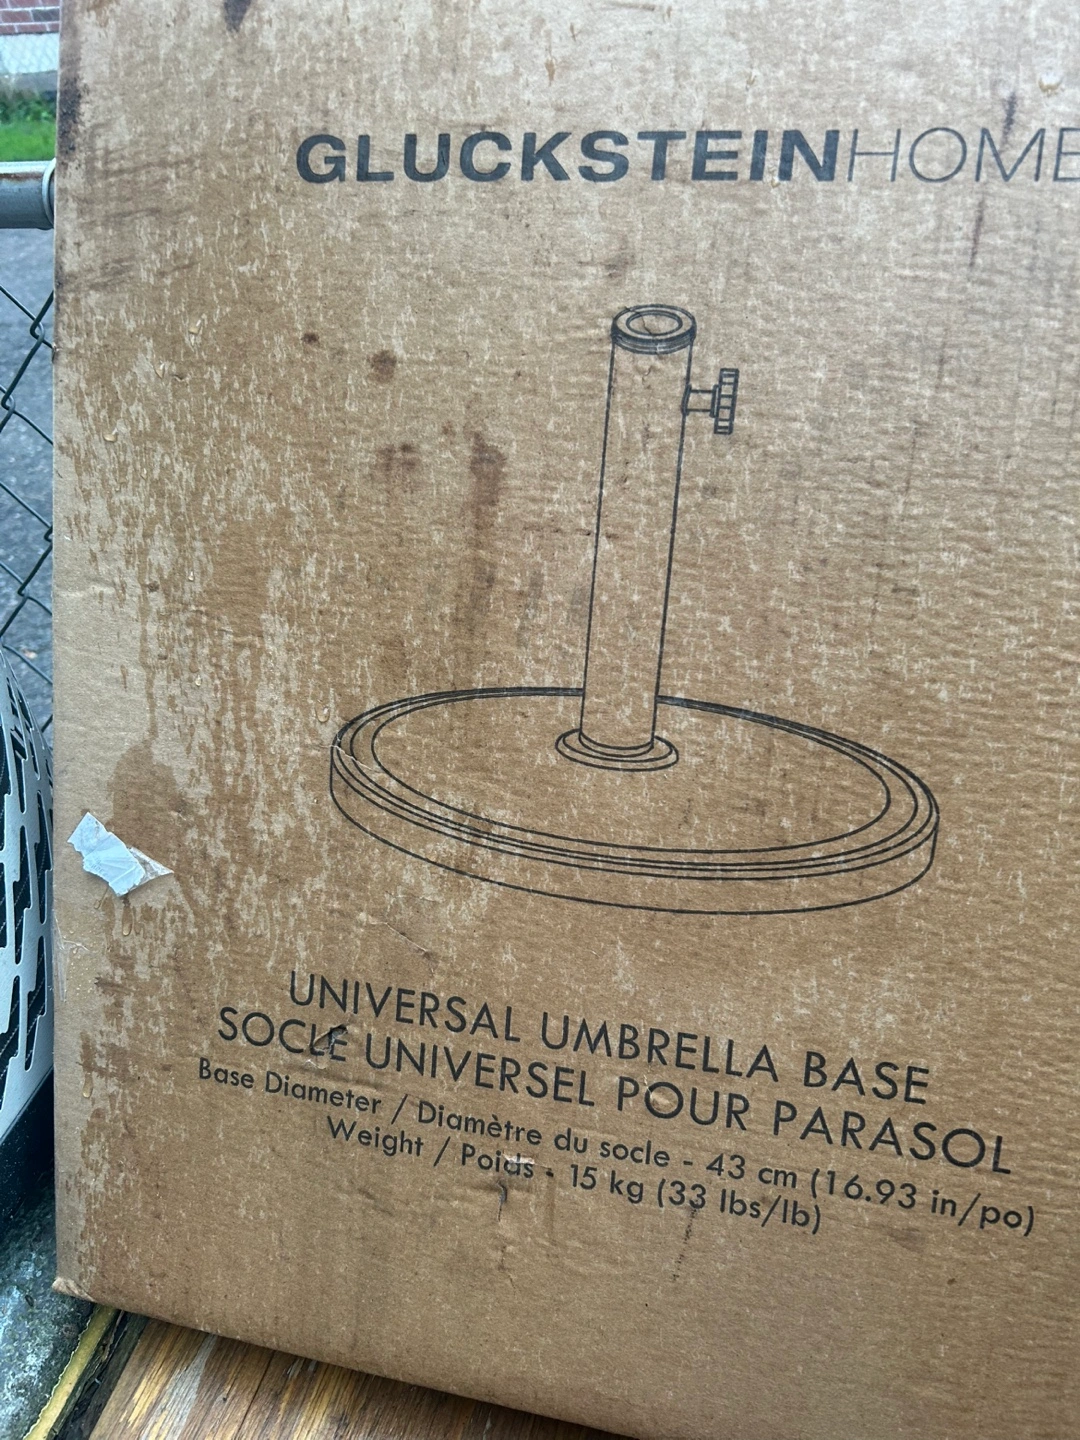 GLUCKSTEINHOME
UNIVERSAL UMBRELLA BASE
SOCLE UNIVERSEL POUR PARASOL
Base Diameter / Diamètre du socle - 43 cm (16.93 in/po)
Weight / Poids - 15 kg (33 lbs/lb)